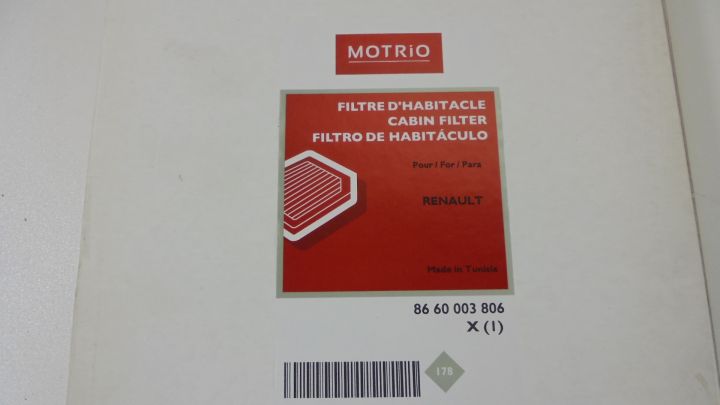 MOTRiO
FILTRE D'HABITACLE
CABIN FILTER
FILTRO DE HABITÁCULO
Pour / For / Para
RENAULT
Made in Tunisia
86 60 003 806
X (1)
178